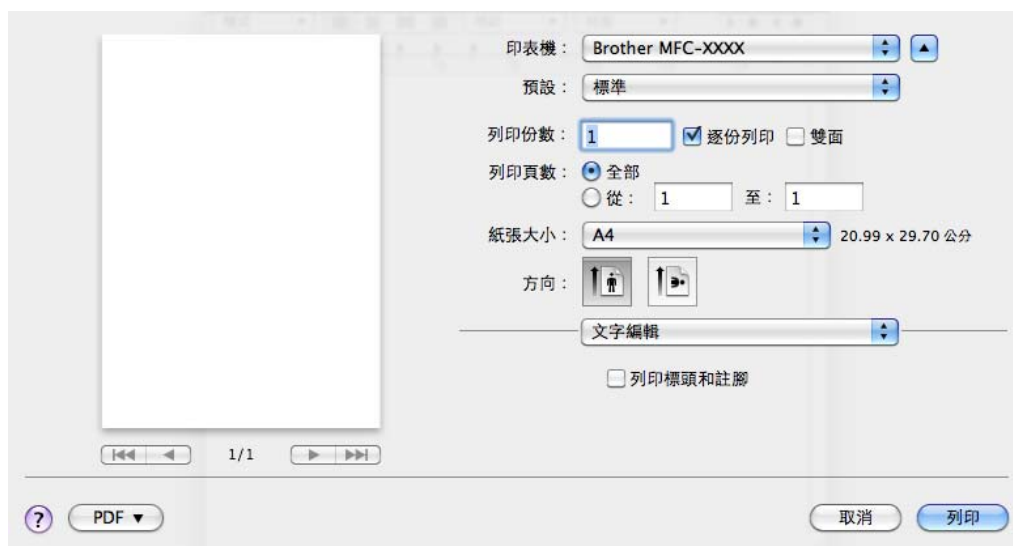 印表機： Brother MFC-XXXX
預設： 標準
列印份數： 1 逐份列印 雙面
列印頁數： 全部
從： 1 至： 1
紙張大小： A4 20.99 x 29.70 公分
方向：
文字編輯
列印標頭和註腳
1/1
? PDF 取消 列印